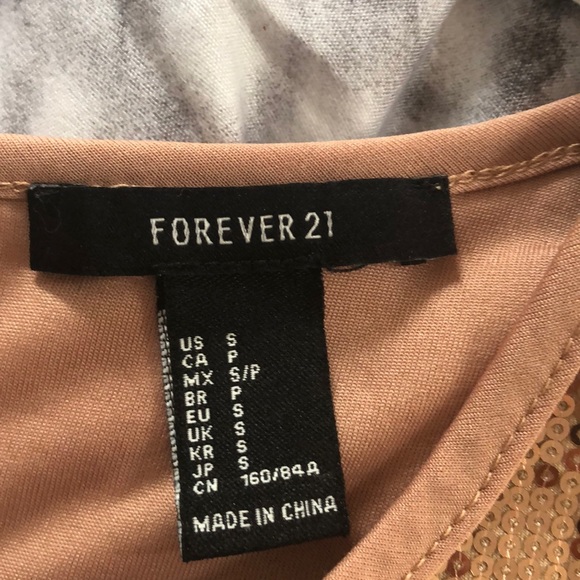 FOREVER 21
US S
CA P
MX S/P
BR P
EU S
UK S
KR S
JP S
CN 160/84A
MADE IN CHINA